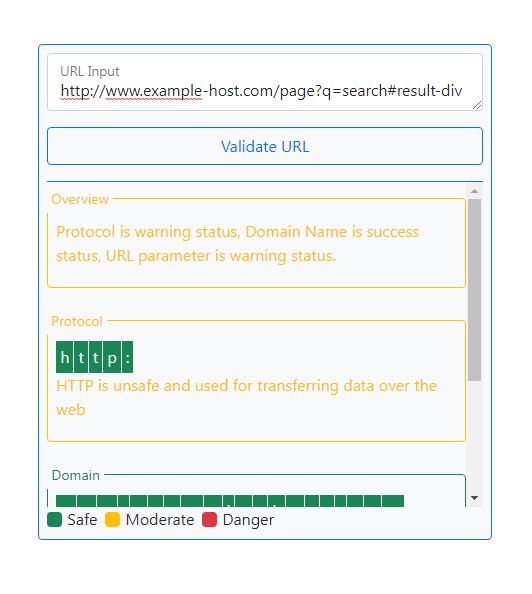 URL Input
http://www.example-host.com/page?q=search#result-div
Validate URL
Overview
Protocol is warning status, Domain Name is success
status, URL parameter is warning status.
Protocol
http:
HTTP is unsafe and used for transferring data over the
web
Domain
Safe Moderate Danger